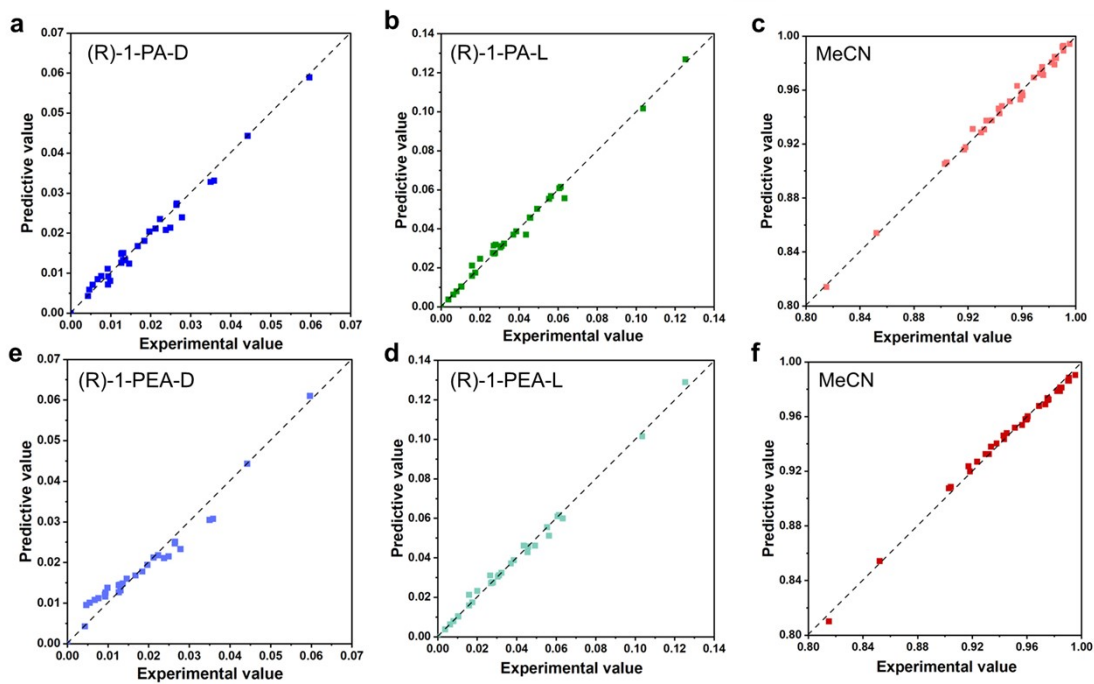 a
(R)-1-PA-D
Predictive value
0.07
0.06
0.05
0.04
0.03
0.02
0.01
0.00
0.00 0.01 0.02 0.03 0.04 0.05 0.06 0.07
Experimental value
b
(R)-1-PA-L
Predictive value
0.14
0.12
0.10
0.08
0.06
0.04
0.02
0.00
0.00 0.02 0.04 0.06 0.08 0.10 0.12 0.14
Experimental value
c
MeCN
Predictive value
1.00
0.96
0.92
0.88
0.84
0.80
0.80 0.84 0.88 0.92 0.96 1.00
Experimental value
e
(R)-1-PEA-D
Predictive value
0.07
0.06
0.05
0.04
0.03
0.02
0.01
0.00
0.00 0.01 0.02 0.03 0.04 0.05 0.06 0.07
Experimental value
d
(R)-1-PEA-L
Predictive value
0.14
0.12
0.10
0.08
0.06
0.04
0.02
0.00
0.00 0.02 0.04 0.06 0.08 0.10 0.12 0.14
Experimental value
f
MeCN
Predictive value
1.00
0.96
0.92
0.88
0.84
0.80
0.80 0.84 0.88 0.92 0.96 1.00
Experimental value